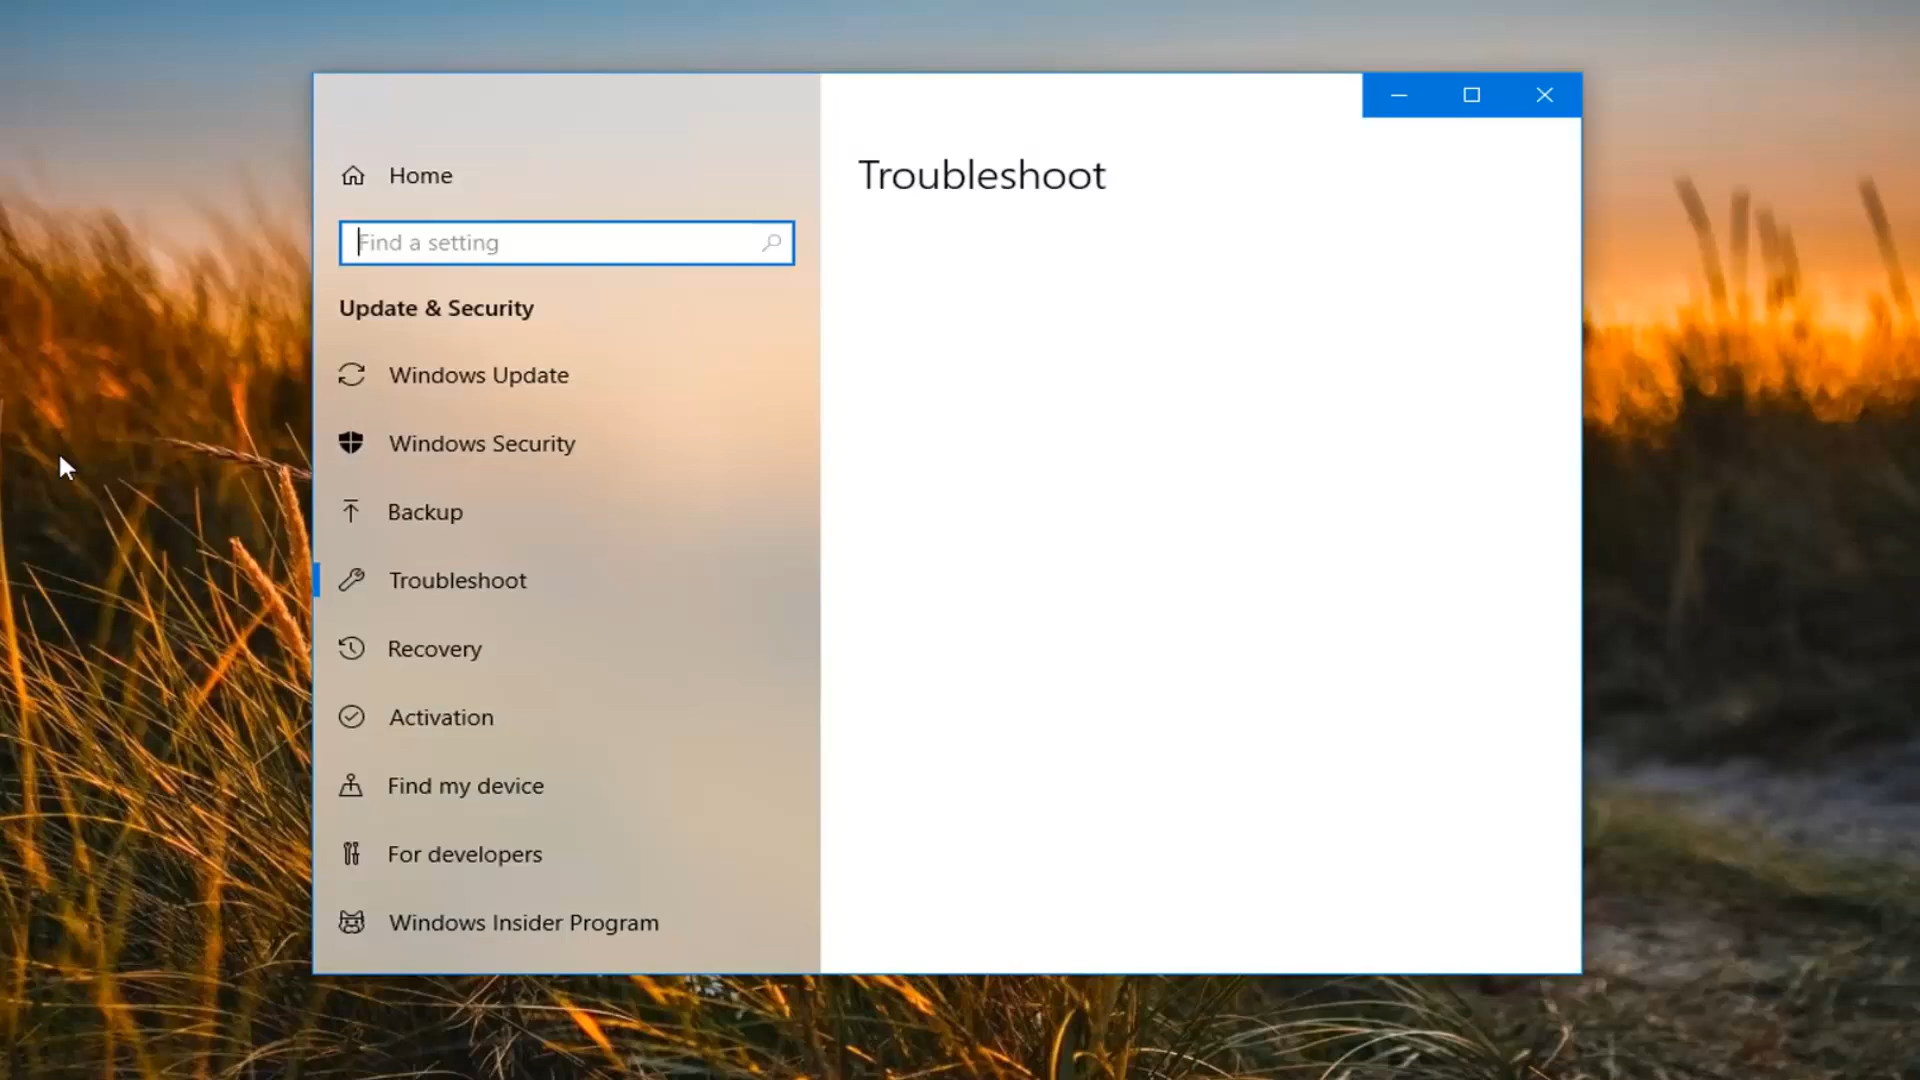 Home
Troubleshoot
Find a setting
Update & Security
Windows Update
Windows Security
Backup
Troubleshoot
Recovery
Activation
Find my device
For developers
Windows Insider Program